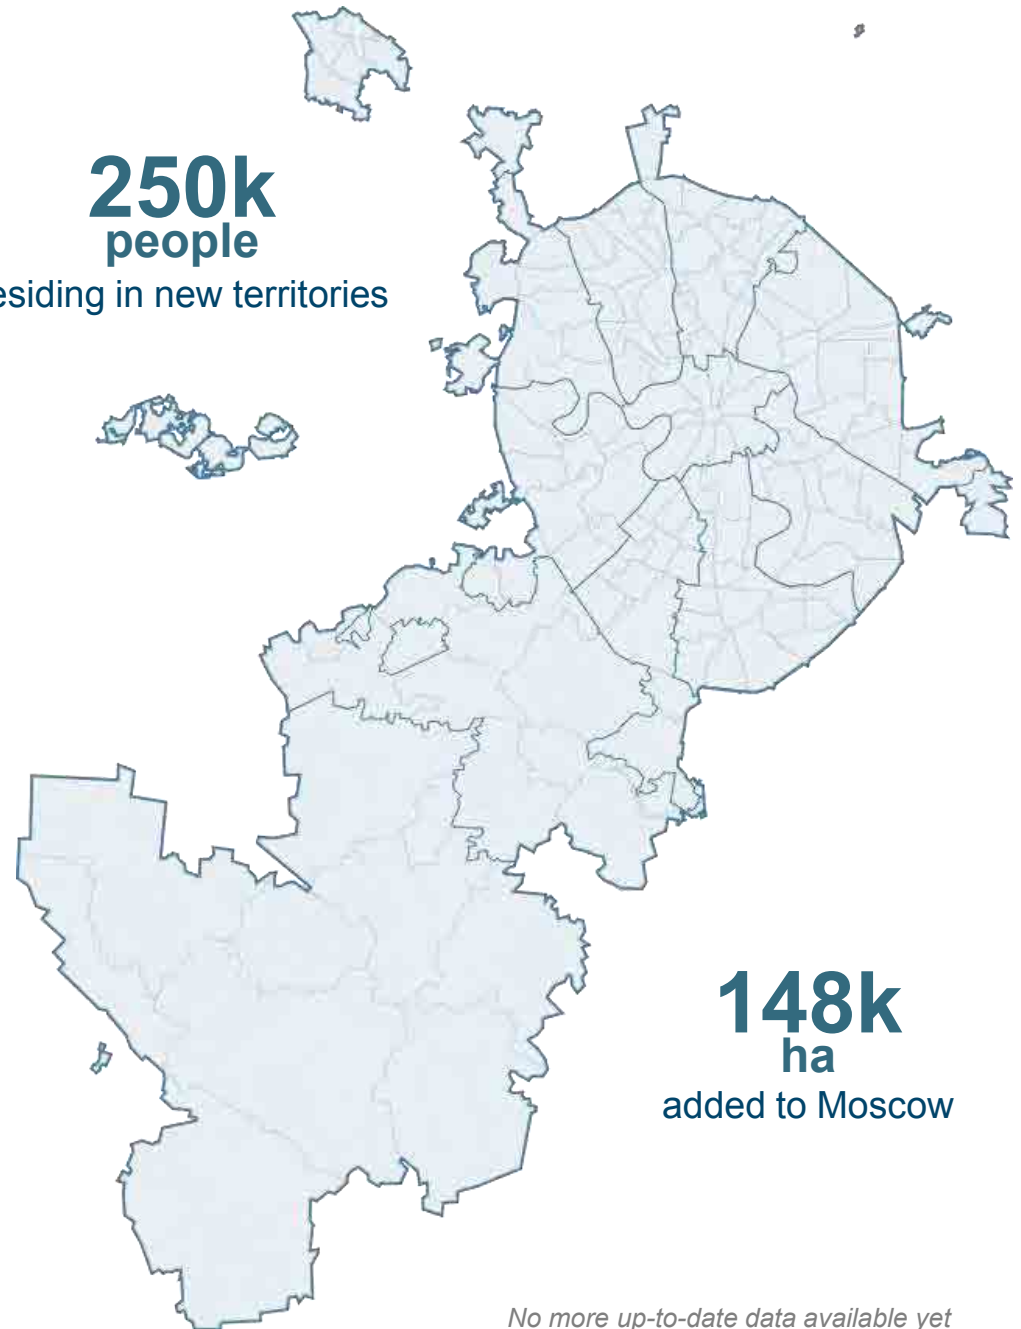 250k
people
esiding in new territories
148k
ha
added to Moscow
No more up-to-date data available yet